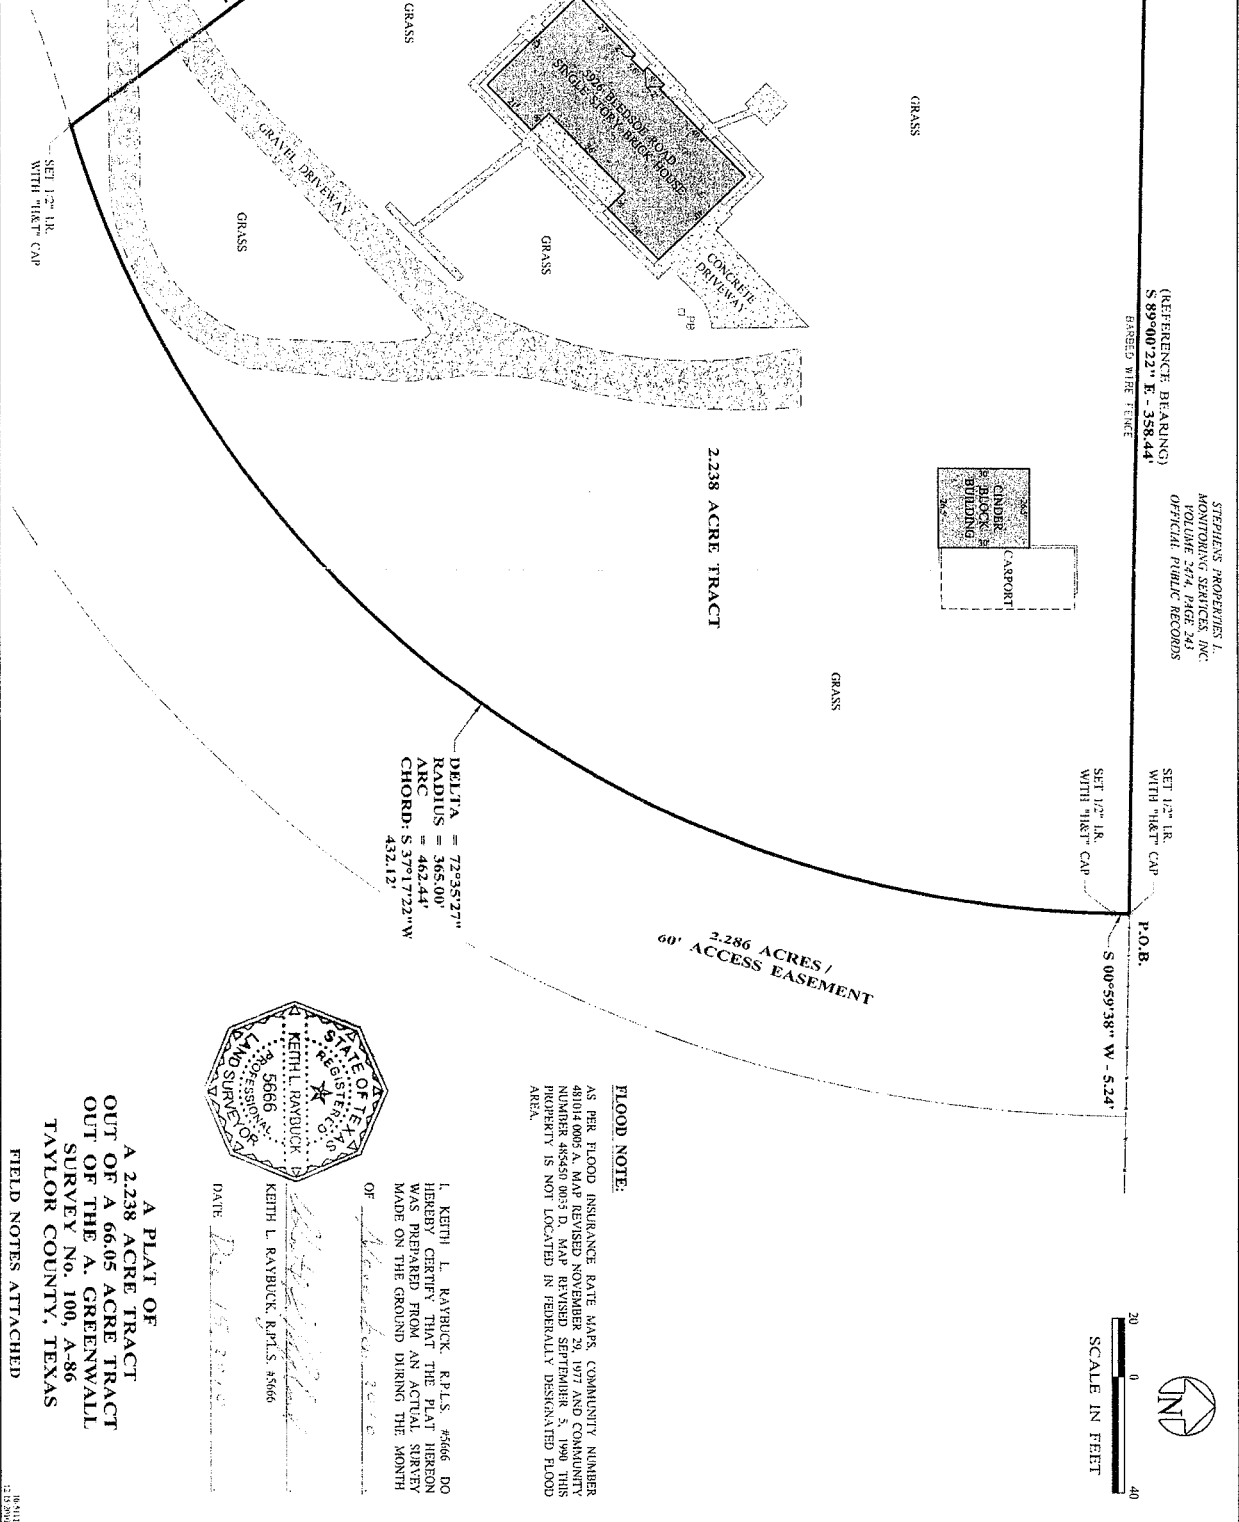 STEPHENS PROPERTIES I.
MONITORING SERVICES, INC.
VOLUME 2474, PAGE 243
OFFICIAL PUBLIC RECORDS
(REFERENCE BEARING)
S 89°00'22" E - 358.44'
BARBED WIRE FENCE
SET 1/2" I.R.
WITH "H&T" CAP
SET 1/2" I.R.
WITH "H&T" CAP
P.O.B.
S 00°59'38" W - 5.24'
20 0 40
SCALE IN FEET
N
GRASS
CINDER
BLOCK
BUILDING
30 30
CARPORT
GRASS
2.238 ACRE TRACT
2.286 ACRES /
60' ACCESS EASEMENT
CONCRETE
DRIVEWAY
PB
BLEDSOE ROAD
SINGLE STORY BRICK HOUSE
GRASS
GRASS
GRAVEL DRIVEWAY
GRASS
SET 1/2" I.R.
WITH "H&T" CAP
DELTA = 72°35'27"
RADIUS = 365.00'
ARC = 462.44'
CHORD: S 37°17'22" W
432.12'
FLOOD NOTE:
AS PER FLOOD INSURANCE RATE MAPS, COMMUNITY NUMBER
481014 0005 A, MAP REVISED NOVEMBER 29, 1977 AND COMMUNITY
NUMBER 485450 0035 D, MAP REVISED SEPTEMBER 5, 1990 THIS
PROPERTY IS NOT LOCATED IN FEDERALLY DESIGNATED FLOOD
AREA.
STATE OF TEXAS
REGISTERED
KEITH L. RAYBUCK
5666
PROFESSIONAL
LAND SURVEYOR
I, KEITH L. RAYBUCK, R.P.L.S. #5666 DO
HEREBY CERTIFY THAT THE PLAT HEREON
WAS PREPARED FROM AN ACTUAL SURVEY
MADE ON THE GROUND DURING THE MONTH
OF November
KEITH L. RAYBUCK, R.P.L.S. #5666
DATE Dec 15
A PLAT OF
A 2.238 ACRE TRACT
OUT OF A 66.05 ACRE TRACT
OUT OF THE A. GREENWALL
SURVEY No. 100, A-86
TAYLOR COUNTY, TEXAS
FIELD NOTES ATTACHED